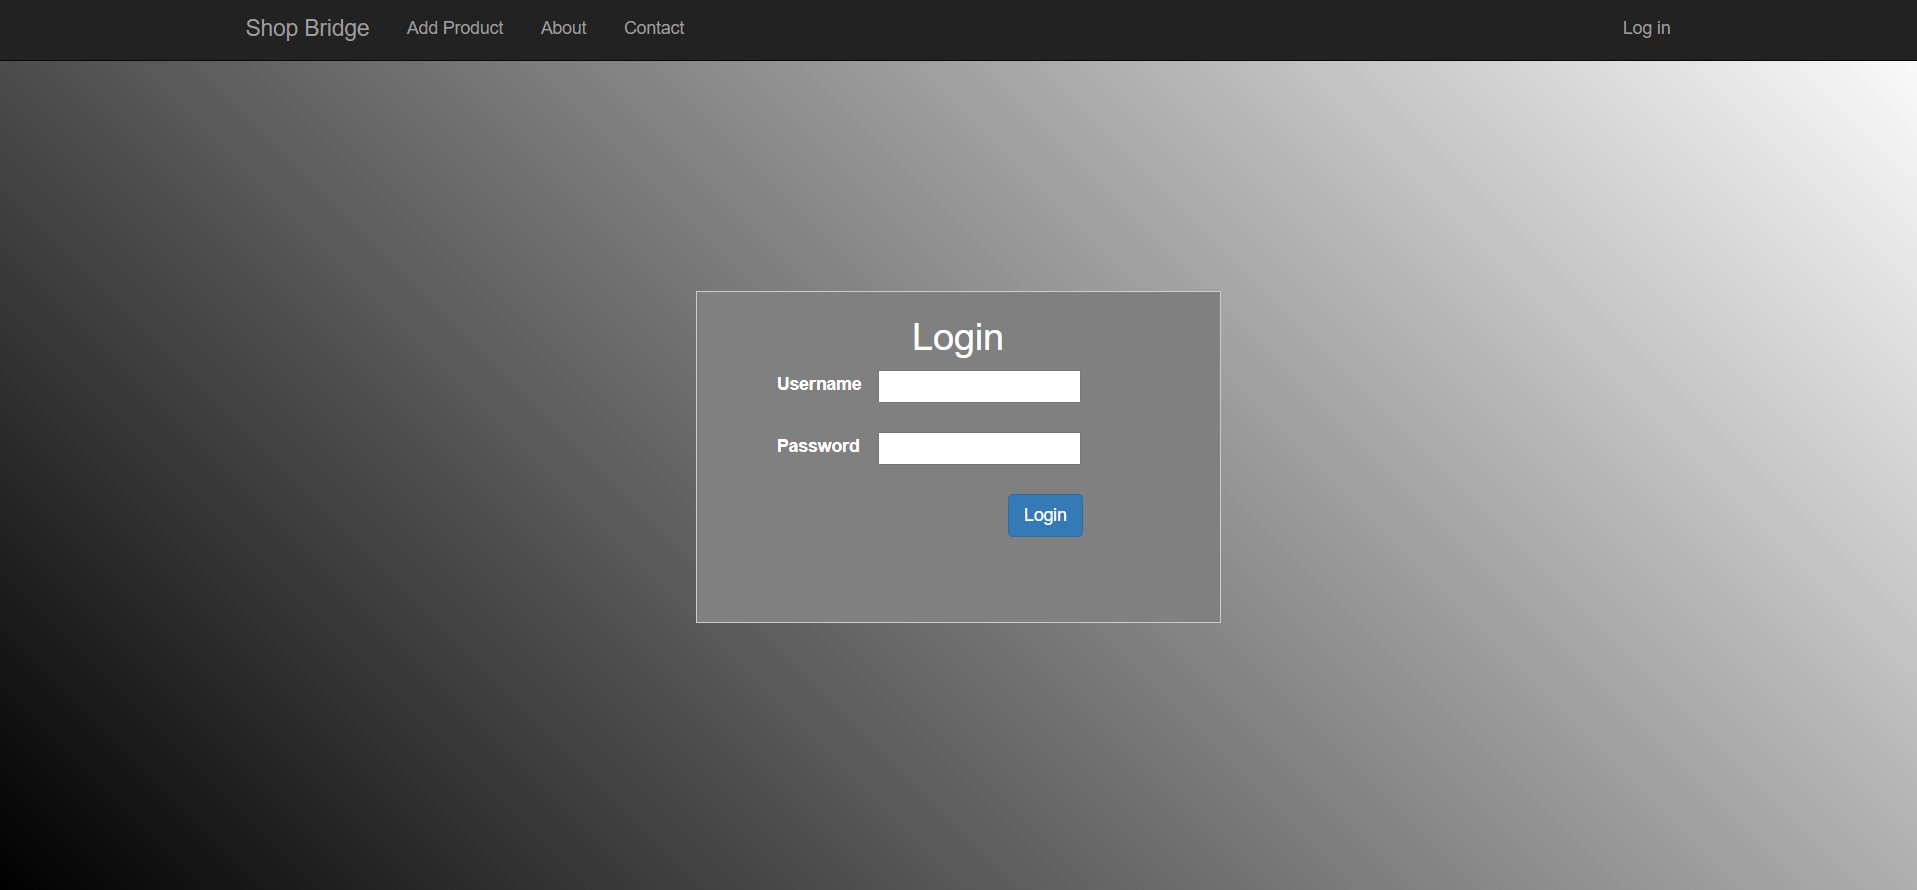 Shop Bridge Add Product About Contact Log in
Login
Username
Password
Login